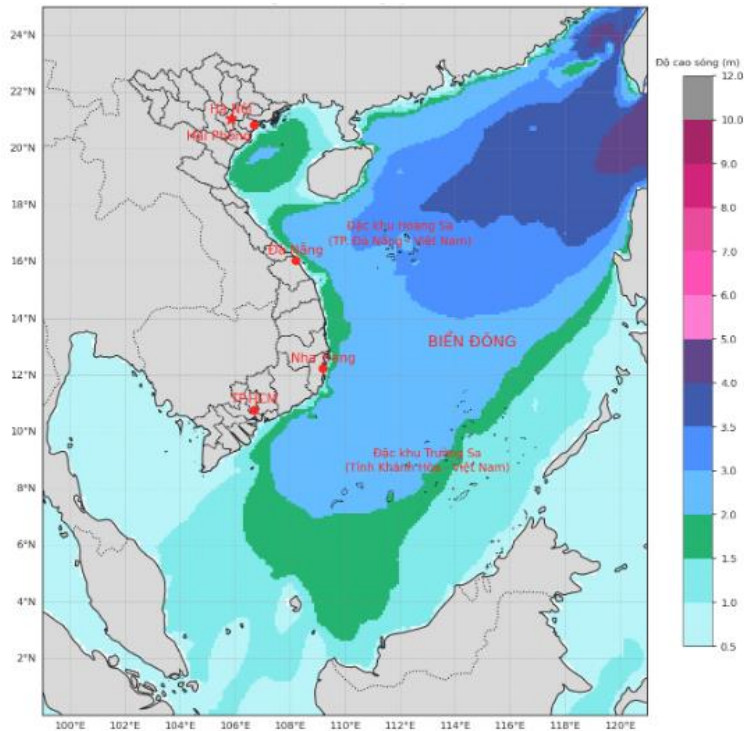 24°N
22°N
20°N
18°N
16°N
14°N
12°N
10°N
8°N
6°N
4°N
2°N
100°E 102°E 104°E 106°E 108°E 110°E 112°E 114°E 116°E 118°E 120°E
Hà Nội
Hải Phòng
Đặc khu Hoàng Sa
(TP. Đà Nẵng - Việt Nam)
Đà Nẵng
BIỂN ĐÔNG
Nha Trang
TP.HCM
Đặc khu Trường Sa
(Tỉnh Khánh Hòa - Việt Nam)
Độ cao sóng (m)
12.0
10.0
9.0
8.0
7.0
6.0
5.0
4.0
3.5
3.0
2.0
1.5
1.0
0.5